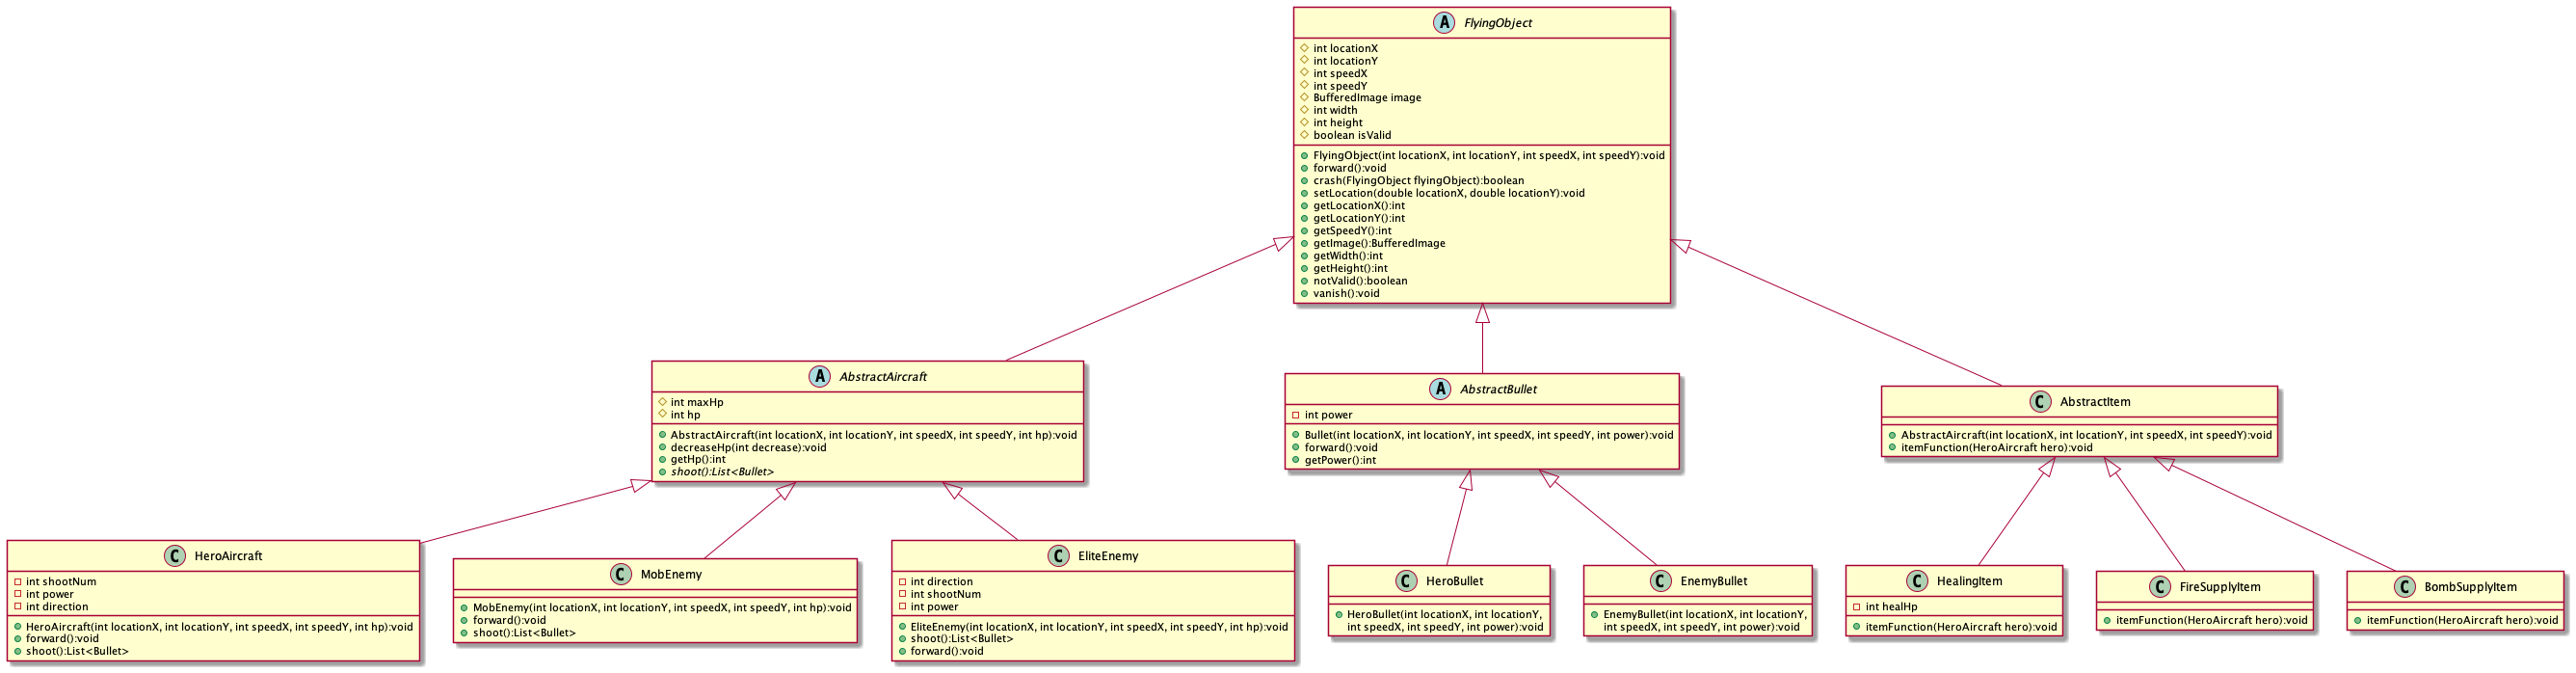 A FlyingObject
int locationX
int locationY
int speedX
int speedY
BufferedImage image
int width
int height
boolean isValid
FlyingObject(int locationX, int locationY, int speedX, int speedY):void
forward():void
crash(FlyingObject flyingObject):boolean
setLocation(double locationX, double locationY):void
getLocationX():int
getLocationY():int
getSpeedY():int
getImage():BufferedImage
getWidth():int
getHeight():int
notValid():boolean
vanish():void
A AbstractAircraft
int maxHp
int hp
AbstractAircraft(int locationX, int locationY, int speedX, int speedY, int hp):void
decreaseHp(int decrease):void
getHp():int
shoot():List<Bullet>
A AbstractBullet
int power
Bullet(int locationX, int locationY, int speedX, int speedY, int power):void
forward():void
getPower():int
C AbstractItem
AbstractAircraft(int locationX, int locationY, int speedX, int speedY):void
itemFunction(HeroAircraft hero):void
C HeroAircraft
int shootNum
int power
int direction
HeroAircraft(int locationX, int locationY, int speedX, int speedY, int hp):void
forward():void
shoot():List<Bullet>
C MobEnemy
MobEnemy(int locationX, int locationY, int speedX, int speedY, int hp):void
forward():void
shoot():List<Bullet>
C EliteEnemy
int direction
int shootNum
int power
EliteEnemy(int locationX, int locationY, int speedX, int speedY, int hp):void
shoot():List<Bullet>
forward():void
C HeroBullet
HeroBullet(int locationX, int locationY,
int speedX, int speedY, int power):void
C EnemyBullet
EnemyBullet(int locationX, int locationY,
int speedX, int speedY, int power):void
C HealingItem
int healHp
itemFunction(HeroAircraft hero):void
C FireSupplyItem
itemFunction(HeroAircraft hero):void
C BombSupplyItem
itemFunction(HeroAircraft hero):void